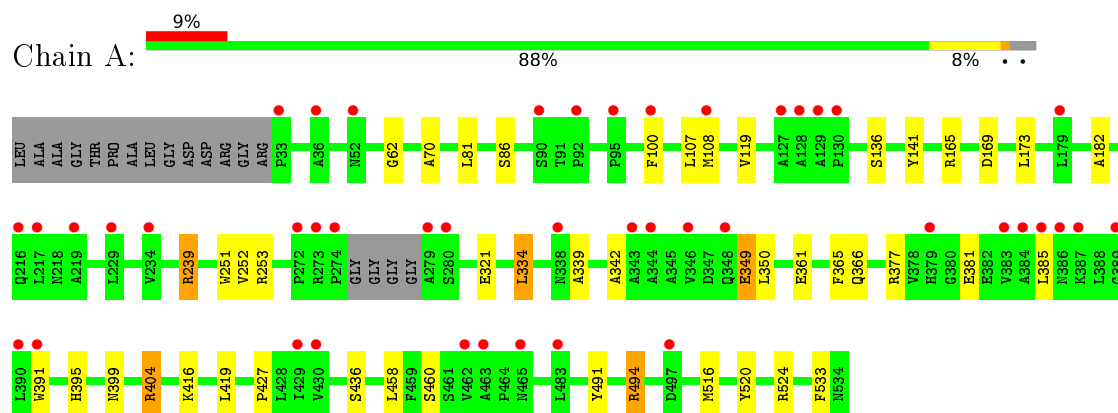 9%
Chain A:
88% 8% • •
LEU ALA ALA GLY THR PRO ALA LEU GLY ASP ASP ARG GLY ARG P33 A36 N52 G62 A70 L81 S86 S90 T91 P92 P95 F100 L107 M108 V119 A127 A128 A129 P130 S136 Y141 R165 D169 L173 L179 A182
Q216 L217 N218 A219 L229 V234 R239 W251 V252 R253 P272 R273 P274 GLY GLY GLY GLY A279 S280 E321 L334 N338 A339 A342 A343 A344 A345 V346 D347 Q348 E349 L350 E361 F365 Q366 R377 V378 H379 G380 E381 E382 V383 A384 L385 N386 K387 L388
L390 W391 H395 N399 R404 K416 L419 P427 L428 I429 V430 S436 L458 F459 S460 S461 V462 A463 P464 N465 L483 Y491 R494 D497 M516 Y520 R524 F533 N534